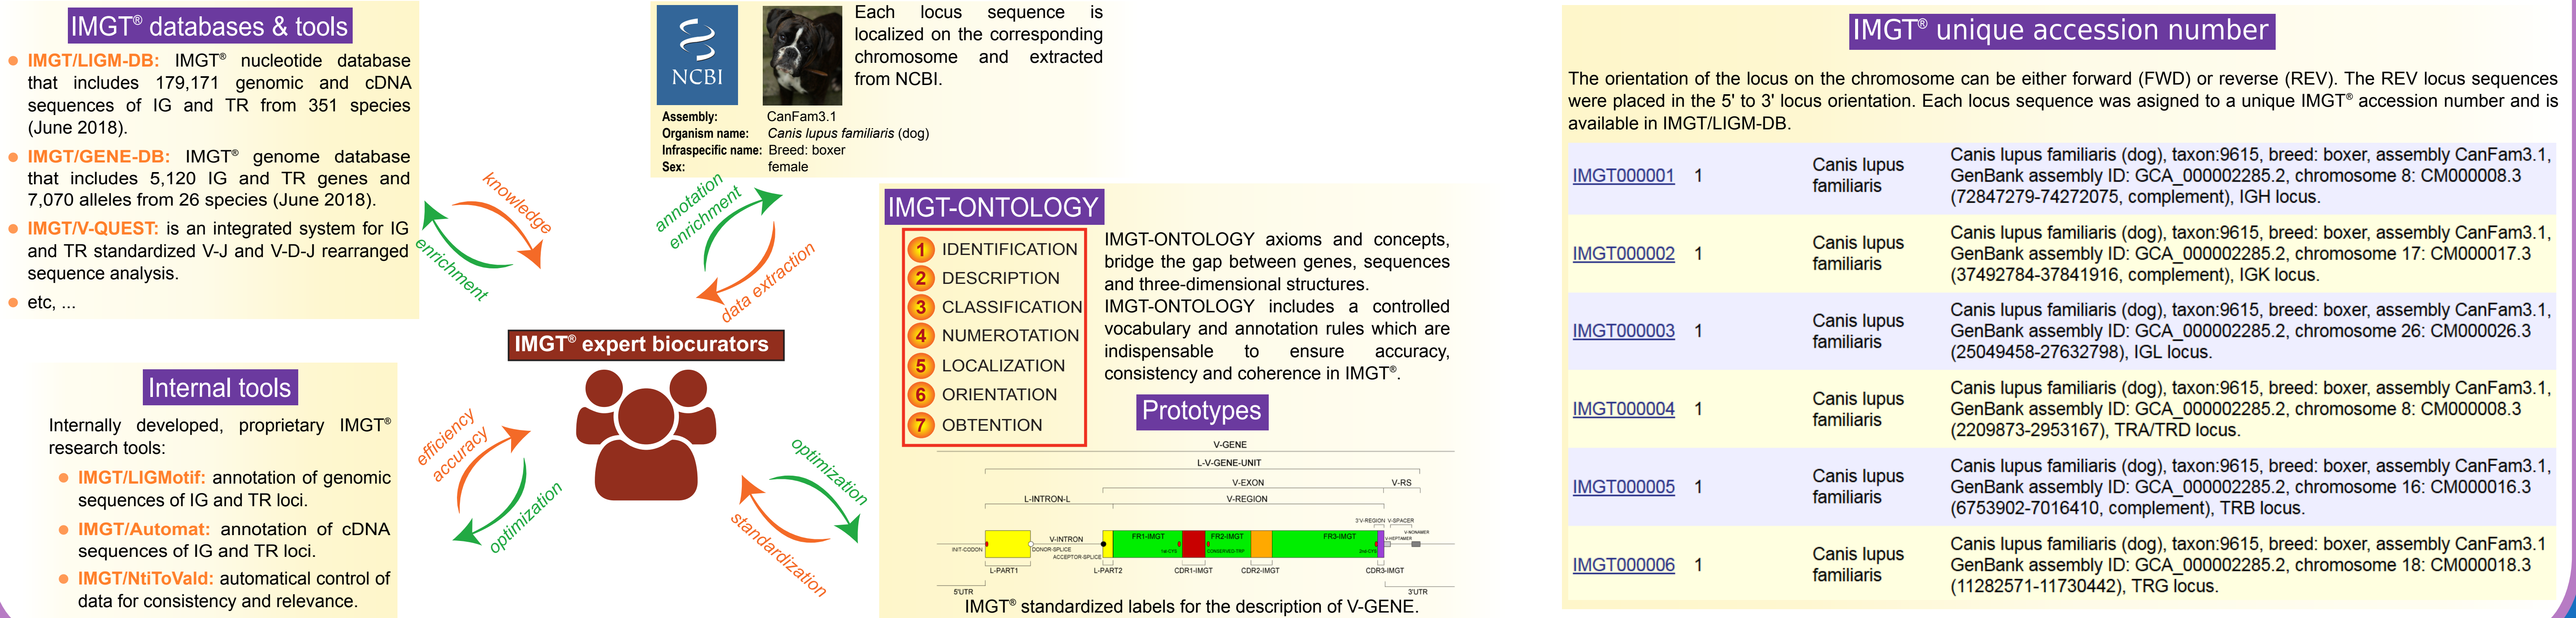 IMGT® databases & tools
IMGT/LIGM-DB: IMGT® nucleotide database
that includes 179,171 genomic and cDNA
sequences of IG and TR from 351 species
(June 2018).
IMGT/GENE-DB: IMGT® genome database
that includes 5,120 IG and TR genes and
7,070 alleles from 26 species (June 2018).
IMGT/V-QUEST: is an integrated system for IG
and TR standardized V-J and V-D-J rearranged
sequence analysis.
etc, ...
knowledge
enrichment
Internal tools
Internally developed, proprietary IMGT®
research tools:
IMGT/LIGMotif: annotation of genomic
sequences of IG and TR loci.
IMGT/Automat: annotation of cDNA
sequences of IG and TR loci.
IMGT/NtiToVald: automatical control of
data for consistency and relevance.
efficiency
accuracy
optimization
NCBI
Each locus sequence is
localized on the corresponding
chromosome and extracted
from NCBI.
Assembly: CanFam3.1
Organism name: Canis lupus familiaris (dog)
Infraspecific name: Breed: boxer
Sex: female
annotation
enrichment
data extraction
IMGT® expert biocurators
optimization
standardization
IMGT-ONTOLOGY
1 IDENTIFICATION
2 DESCRIPTION
3 CLASSIFICATION
4 NUMEROTATION
5 LOCALIZATION
6 ORIENTATION
7 OBTENTION
IMGT-ONTOLOGY axioms and concepts,
bridge the gap between genes, sequences
and three-dimensional structures.
IMGT-ONTOLOGY includes a controlled
vocabulary and annotation rules which are
indispensable to ensure accuracy,
consistency and coherence in IMGT®.
Prototypes
V-GENE
L-V-GENE-UNIT
V-EXON V-RS
L-INTRON-L V-REGION
3'V-REGION V-SPACER
V-NONAMER
V-HEPTAMER
V-INTRON FR1-IMGT FR2-IMGT FR3-IMGT
INIT-CODON DONOR-SPLICE ACCEPTOR-SPLICE 1st-CYS CONSERVED-TRP 2nd-CYS
L-PART1 L-PART2 CDR1-IMGT CDR2-IMGT CDR3-IMGT
5'UTR 3'UTR
IMGT® standardized labels for the description of V-GENE.
IMGT® unique accession number
The orientation of the locus on the chromosome can be either forward (FWD) or reverse (REV). The REV locus sequences
were placed in the 5' to 3' locus orientation. Each locus sequence was asigned to a unique IMGT® accession number and is
available in IMGT/LIGM-DB.
IMGT000001 1 Canis lupus familiaris
Canis lupus familiaris (dog), taxon:9615, breed: boxer, assembly CanFam3.1,
GenBank assembly ID: GCA_000002285.2, chromosome 8: CM000008.3
(72847279-74272075, complement), IGH locus.
IMGT000002 1 Canis lupus familiaris
Canis lupus familiaris (dog), taxon:9615, breed: boxer, assembly CanFam3.1,
GenBank assembly ID: GCA_000002285.2, chromosome 17: CM000017.3
(37492784-37841916, complement), IGK locus.
IMGT000003 1 Canis lupus familiaris
Canis lupus familiaris (dog), taxon:9615, breed: boxer, assembly CanFam3.1,
GenBank assembly ID: GCA_000002285.2, chromosome 26: CM000026.3
(25049458-27632798), IGL locus.
IMGT000004 1 Canis lupus familiaris
Canis lupus familiaris (dog), taxon:9615, breed: boxer, assembly CanFam3.1,
GenBank assembly ID: GCA_000002285.2, chromosome 8: CM000008.3
(2209873-2953167), TRA/TRD locus.
IMGT000005 1 Canis lupus familiaris
Canis lupus familiaris (dog), taxon:9615, breed: boxer, assembly CanFam3.1,
GenBank assembly ID: GCA_000002285.2, chromosome 16: CM000016.3
(6753902-7016410, complement), TRB locus.
IMGT000006 1 Canis lupus familiaris
Canis lupus familiaris (dog), taxon:9615, breed: boxer, assembly CanFam3.1
GenBank assembly ID: GCA_000002285.2, chromosome 18: CM000018.3
(11282571-11730442), TRG locus.